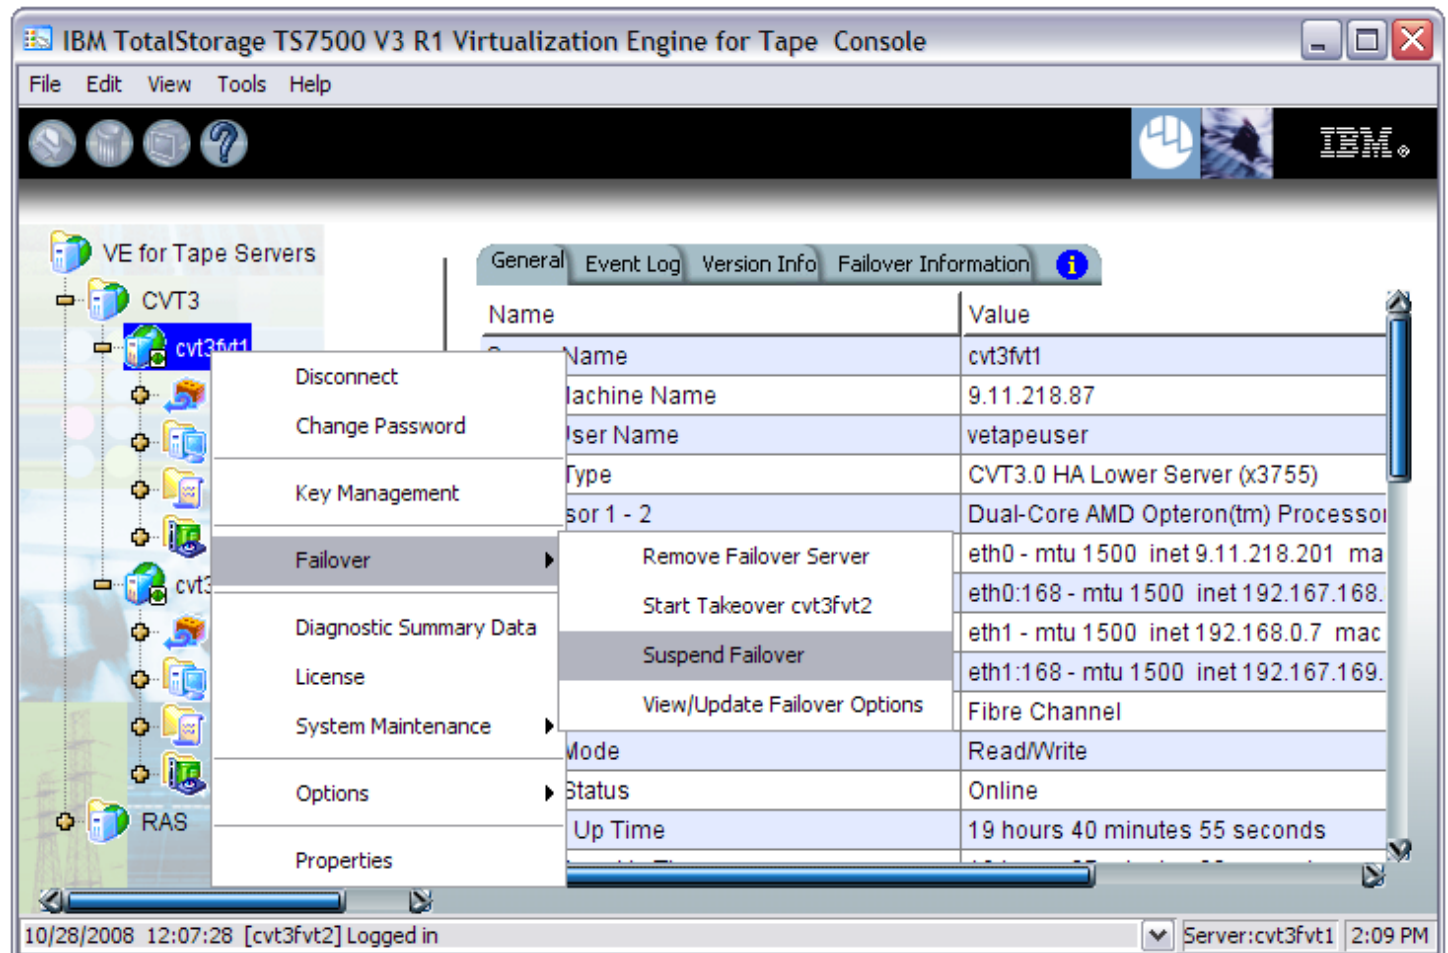 IBM TotalStorage TS7500 V3 R1 Virtualization Engine for Tape Console
File Edit View Tools Help
IBM®
VE for Tape Servers
CVT3
cvt3fvt1
RAS
Disconnect
Change Password
Key Management
Failover
Diagnostic Summary Data
License
System Maintenance
Options
Properties
Remove Failover Server
Start Takeover cvt3fvt2
Suspend Failover
View/Update Failover Options
General Event Log Version Info Failover Information
Name Value
Name cvt3fvt1
Machine Name 9.11.218.87
User Name vetapeuser
Type CVT3.0 HA Lower Server (x3755)
sor 1 - 2 Dual-Core AMD Opteron(tm) Processor
eth0 - mtu 1500 inet 9.11.218.201 ma
eth0:168 - mtu 1500 inet 192.167.168.
eth1 - mtu 1500 inet 192.168.0.7 mac
eth1:168 - mtu 1500 inet 192.167.169.
Fibre Channel
Mode Read/Write
Status Online
Up Time 19 hours 40 minutes 55 seconds
10/28/2008 12:07:28 [cvt3fvt2] Logged in
Server:cvt3fvt1 2:09 PM